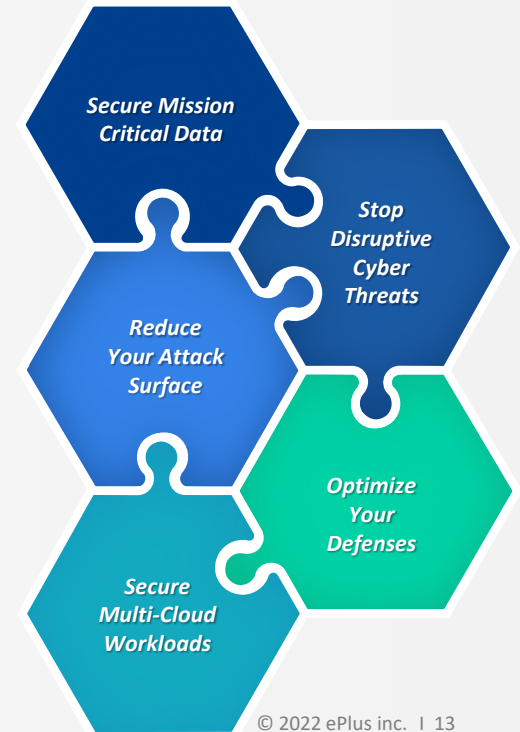 Secure Mission
Critical Data
Stop
Disruptive
Cyber
Threats
Reduce
Your Attack
Surface
Optimize
Your
Defenses
Secure
Multi-Cloud
Workloads
© 2022 ePlus inc. I 13